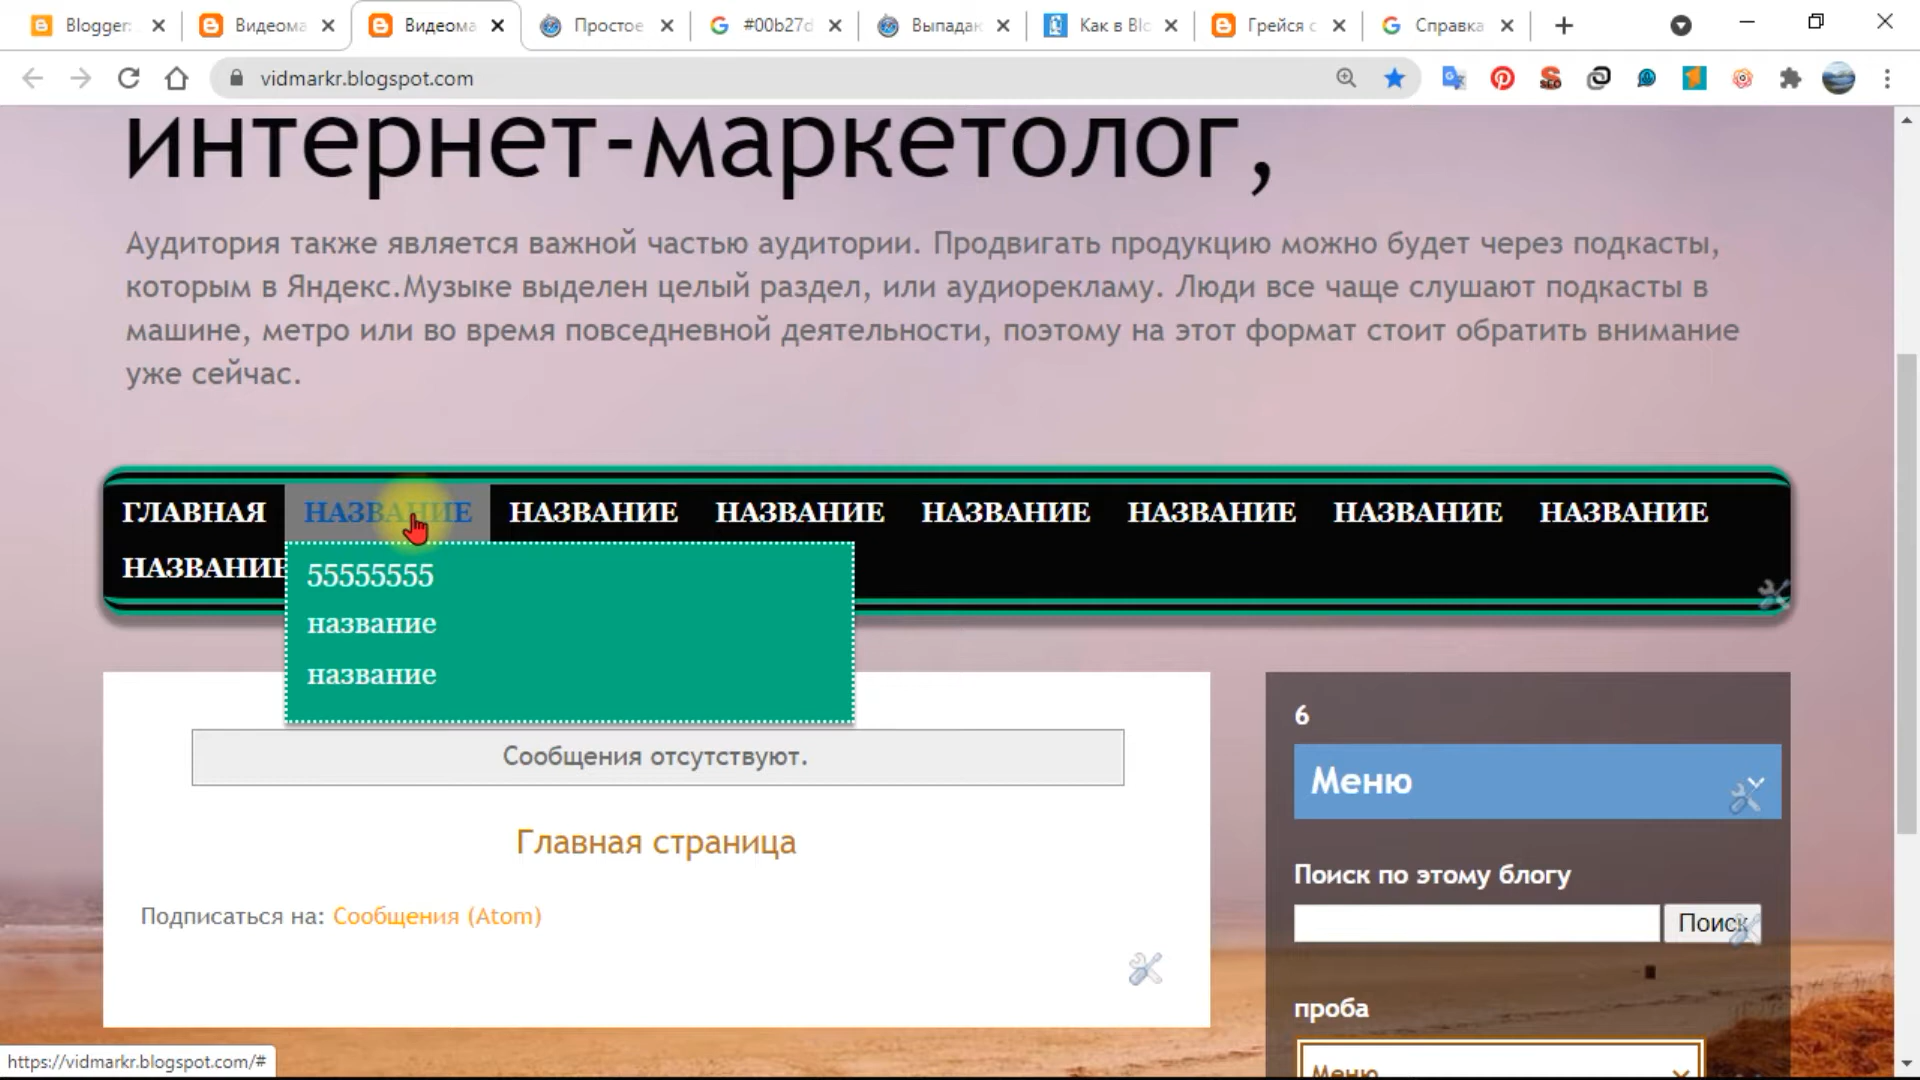 Blogger:
Видеома
Видеома
Простое
#00b27d
Выпадаю
Как в Blo
Грейся с
Справка
vidmarkr.blogspot.com
SEO
интернет-маркетолог,
Аудитория также является важной частью аудитории. Продвигать продукцию можно будет через подкасты,
которым в Яндекс.Музыке выделен целый раздел, или аудиорекламу. Люди все чаще слушают подкасты в
машине, метро или во время повседневной деятельности, поэтому на этот формат стоит обратить внимание
уже сейчас.
ГЛАВНАЯ НАЗВАНИЕ НАЗВАНИЕ НАЗВАНИЕ НАЗВАНИЕ НАЗВАНИЕ НАЗВАНИЕ НАЗВАНИЕ
НАЗВАНИЕ
55555555
название
название
Сообщения отсутствуют.
Главная страница
Подписаться на: Сообщения (Atom)
6
Меню
Поиск по этому блогу
Поиск
проба
Меню
https://vidmarkr.blogspot.com/#